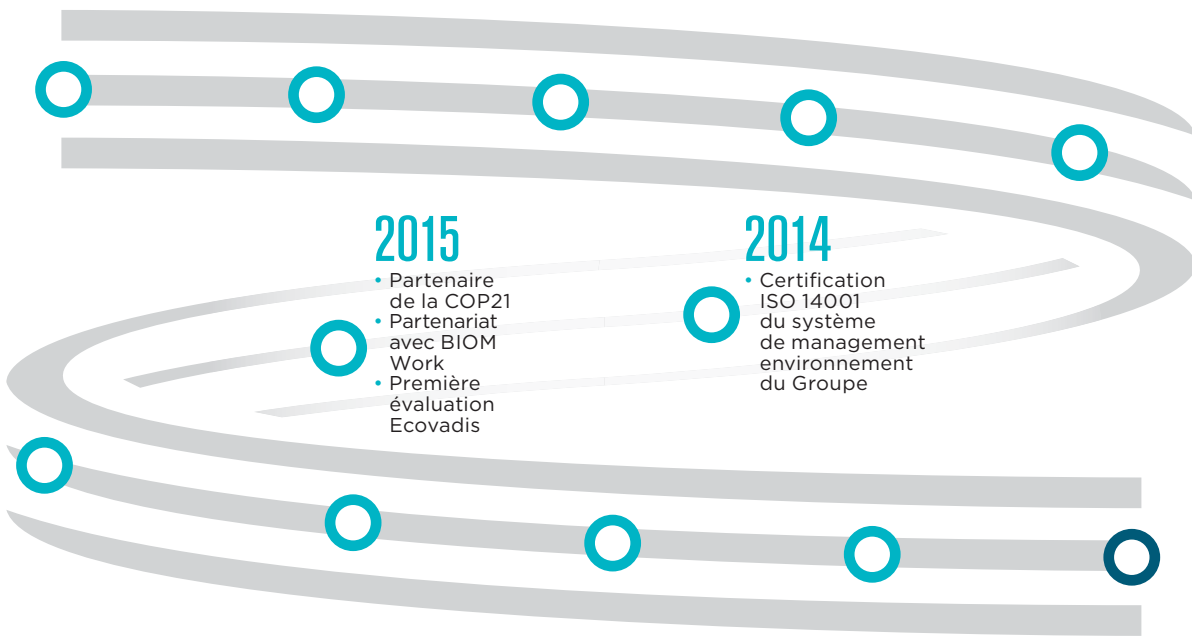 2015
• Partenaire
de la COP21
• Partenariat
avec BIOM
Work
• Première
évaluation
Ecovadis
2014
• Certification
ISO 14001
du système
de management
environnement
du Groupe